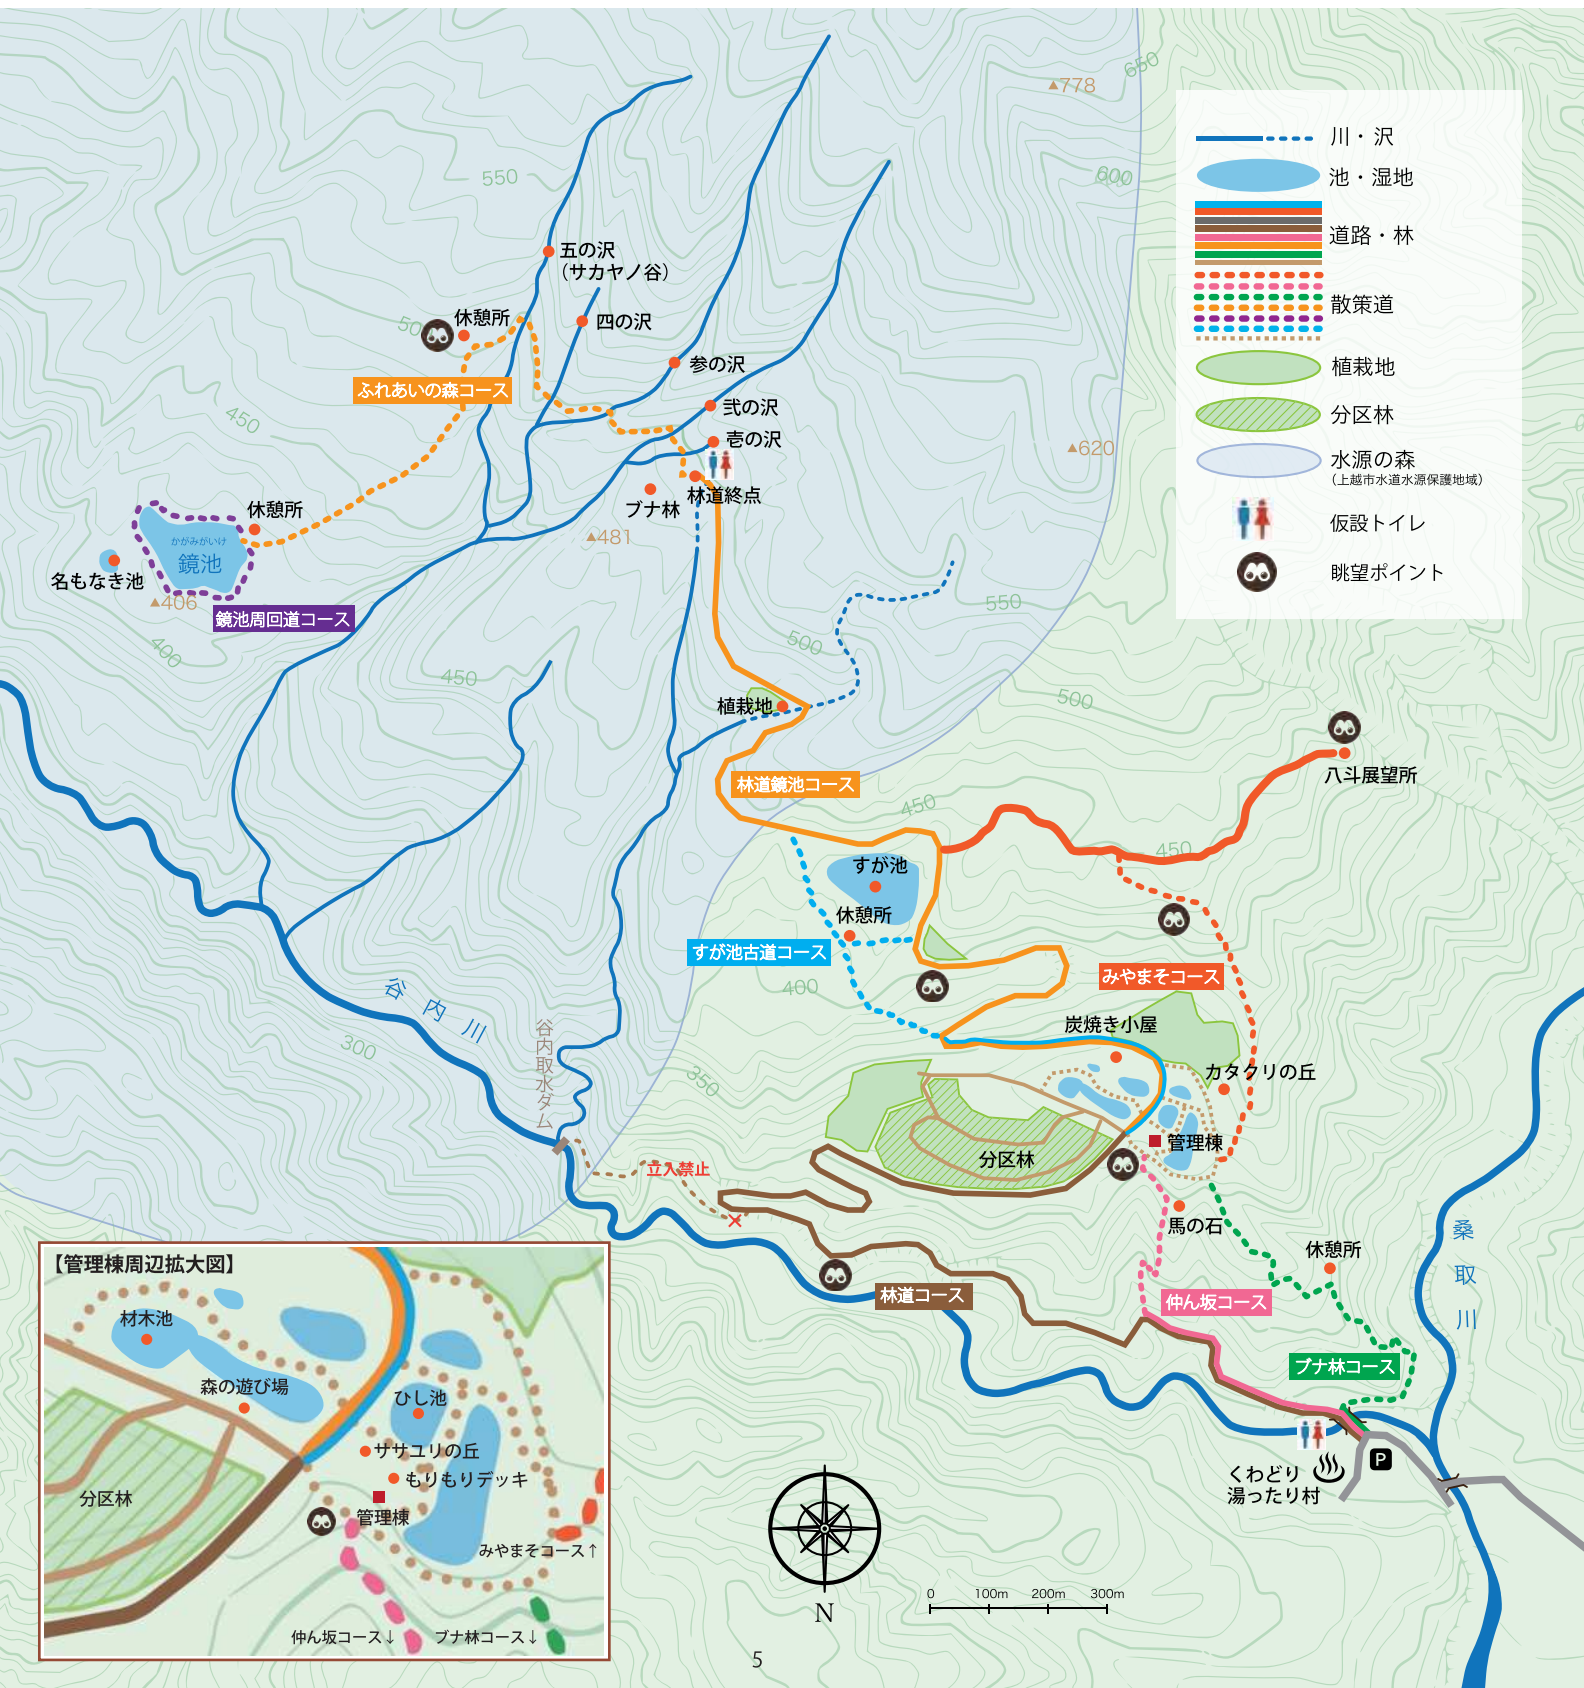 650
▲778
600
550
川・沢
池・湿地
道路・林
散策道
植栽地
分区林
水源の森
（上越市水道水源保護地域）
仮設トイレ
眺望ポイント
五の沢
（サカヤノ谷）
休憩所
四の沢
50
参の沢
ふれあいの森コース
弐の沢
450
壱の沢
▲620
林道終点
ブナ林
休憩所
▲481
かがみがいけ
鏡池
名もなき池
▲406
鏡池周回道コース
550
400
500
450
500
植栽地
八斗展望所
林道鏡池コース
450
450
すが池
休憩所
すが池古道コース
みやまそコース
400
谷内川
谷内取水ダム
炭焼き小屋
300
350
カタクリの丘
管理棟
分区林
立入禁止
馬の石
桑取川
休憩所
林道コース
仲ん坂コース
ブナ林コース
P
くわどり
湯ったり村
【管理棟周辺拡大図】
材木池
森の遊び場
ひし池
ササユリの丘
もりもりデッキ
分区林
管理棟
みやまそコース↑
仲ん坂コース↓
ブナ林コース↓
N
0 100m 200m 300m
5